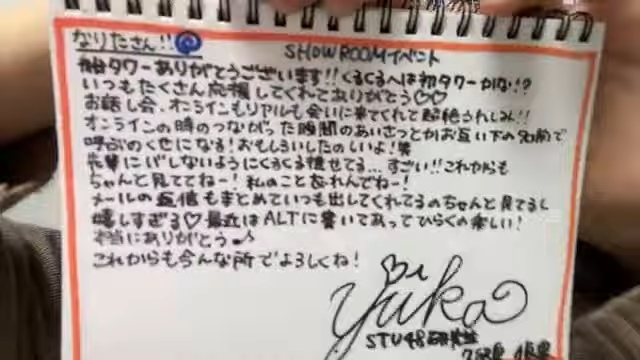 なりたさん!!
SHOWROOMイベント
船台タワーありがとうございます!!くるくるへは初タワーかな!?
いつもたくさん応援してくれてありがとう♡♡
お話し会、オンラインもリアルも会いに来てくれて超絶うれしみ!!
オンラインの時のつながった瞬間のあいさつとかお互い下の名前で
呼ぶのくせになる!おもしろいしたのしいよ!笑
先輩にバレないようにくるくる撮せてる…すごい!!これからも
ちゃんと見ててねー!私のこと忘れんでねー!
メールの返信もまとめていつも出してくれてるのちゃんと見てるし
嬉しすぎる♡最近はALTに書いてあってひらくの楽しい!
本当にありがとう♪
これからも今んな所でよろしくね!
Yuka
STU48研究生